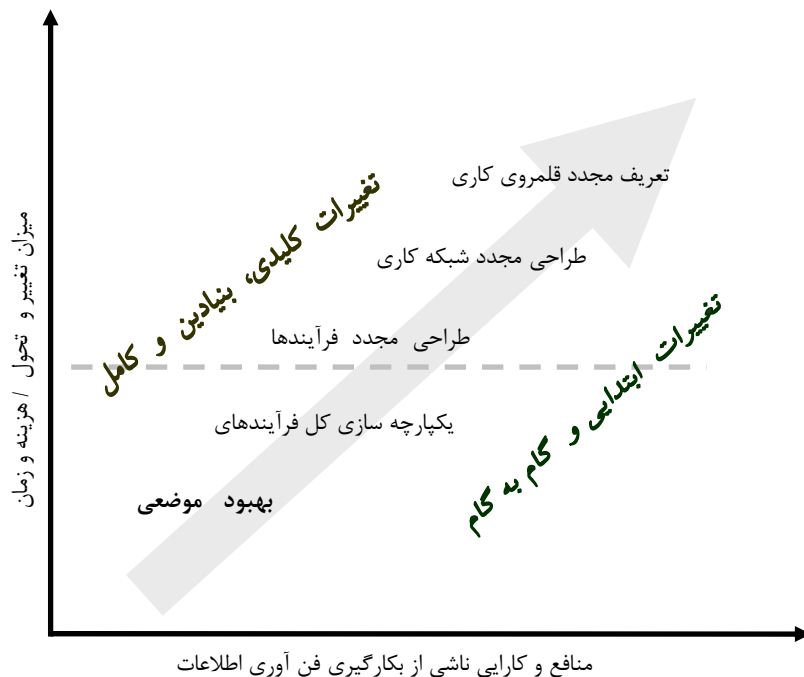 تعریف مجدد قلمروی کاری
تغییرات کلیدی، بنیادین و کامل
طراحی مجدد شبکه کاری
طراحی مجدد فرآیندها
تغییرات ابتدایی و گام به گام
یکپارچه سازی کل فرآیندهای
بهبود موضعی
میزان تغییر و تحول / هزینه و زمان
منافع و کارایی ناشی از بکارگیری فن آوری اطلاعات